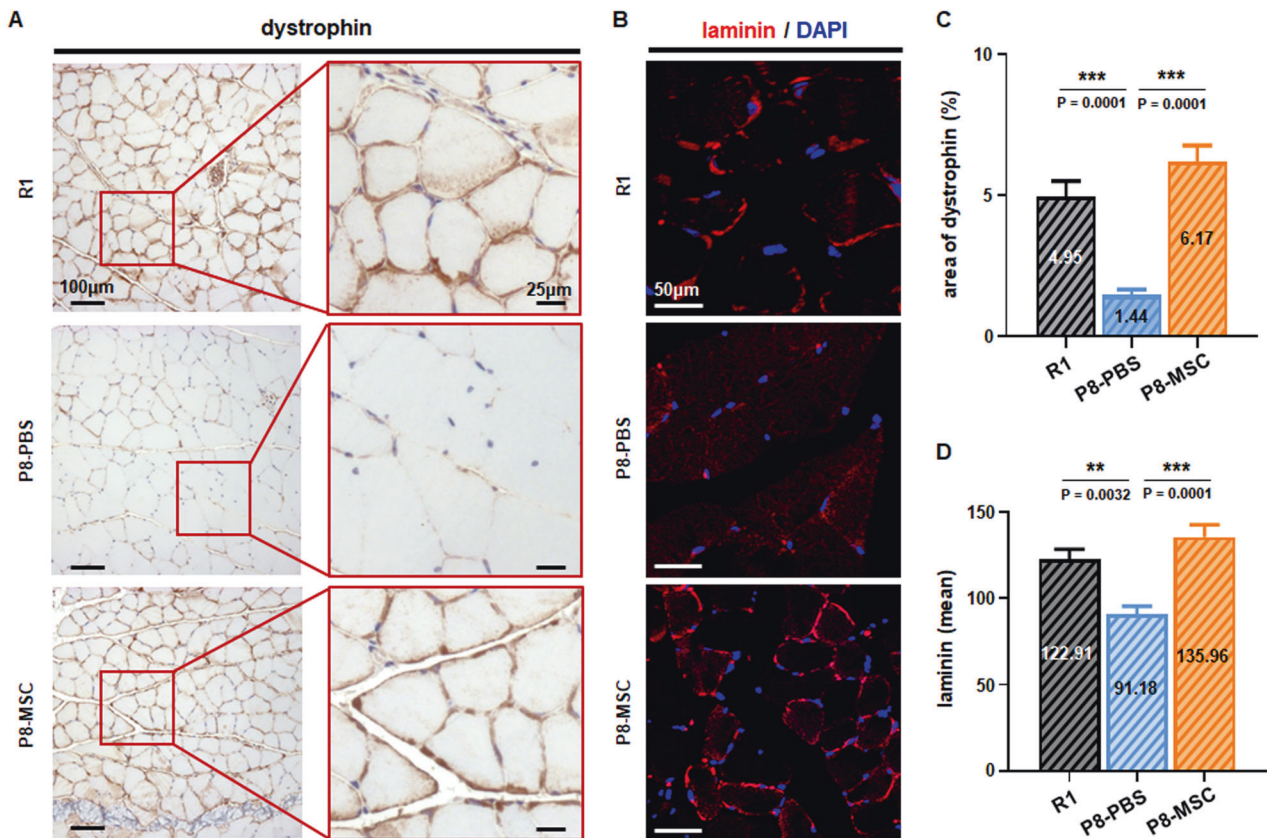 A
dystrophin
R1
100μm
25μm
P8-PBS
P8-MSC
B
laminin / DAPI
R1
50μm
P8-PBS
P8-MSC
C
area of dystrophin (%)
10
5
0
***
***
P = 0.0001
P = 0.0001
4.95
1.44
6.17
R1
P8-PBS
P8-MSC
D
laminin (mean)
150
100
50
0
**
***
P = 0.0032
P = 0.0001
122.91
91.18
135.96
R1
P8-PBS
P8-MSC